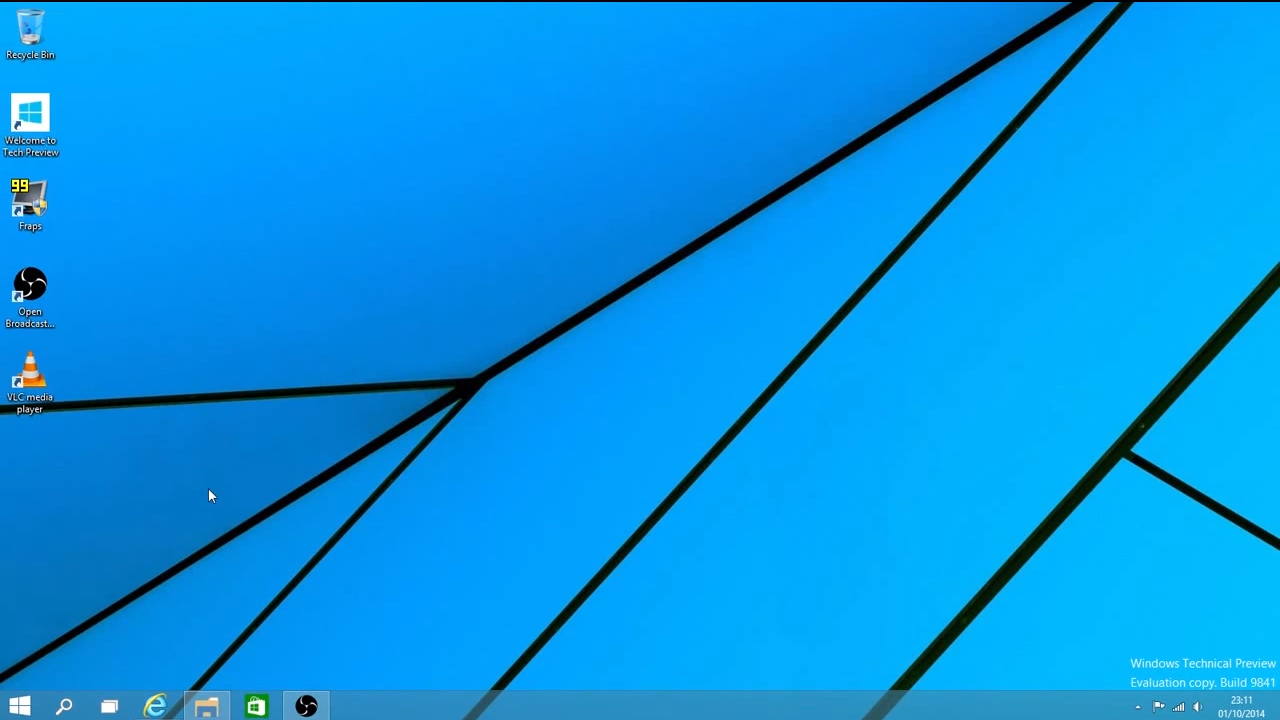 Recycle Bin
Welcome to
Tech Preview
99
Fraps
Open
Broadcast...
VLC media
player
Windows Technical Preview
Evaluation copy. Build 9841
23:11
01/10/2014